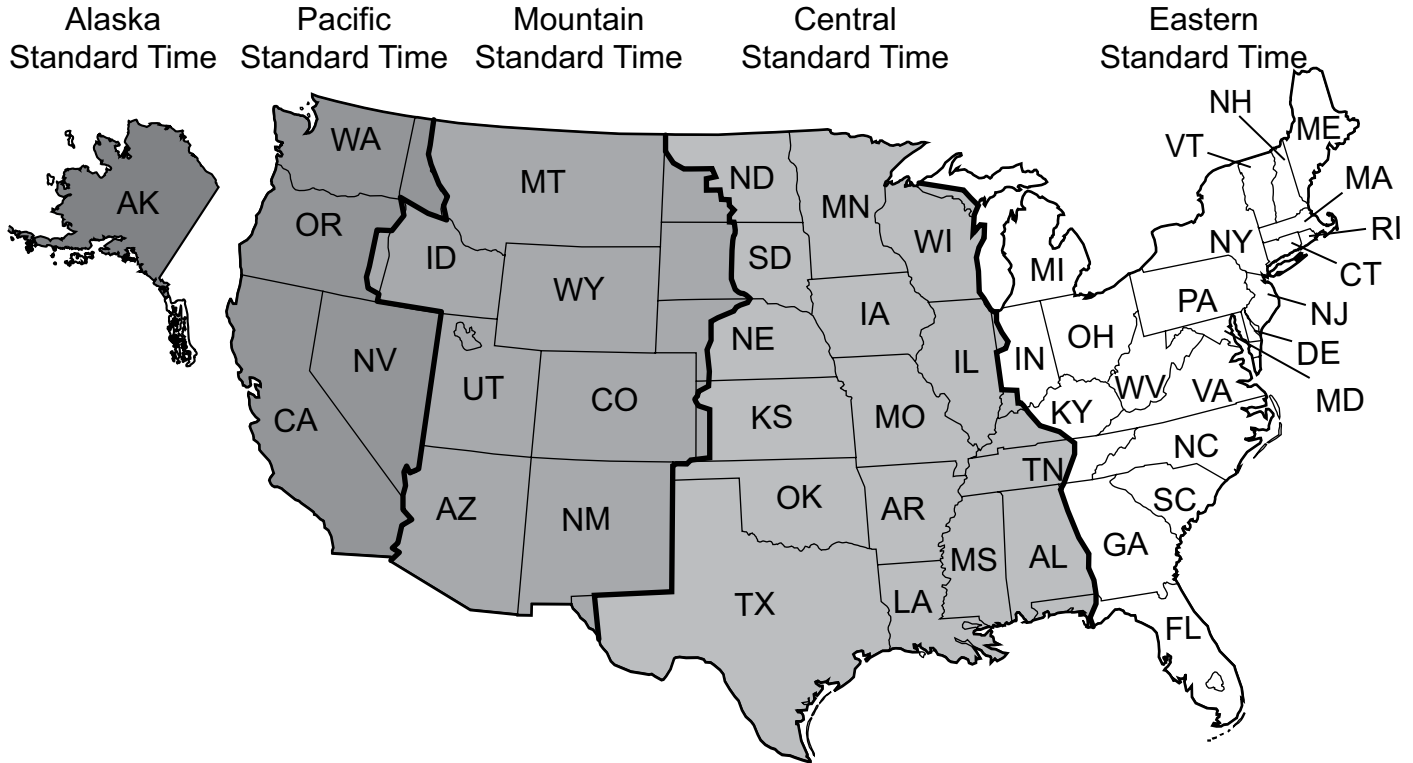 Alaska
Standard Time
Pacific
Standard Time
Mountain
Standard Time
Central
Standard Time
Eastern
Standard Time
NH
VT
ME
MA
RI
CT
NJ
DE
MD
WA
MT
ND
MN
AK
OR
ID
WY
SD
WI
MI
NY
PA
NV
UT
CO
NE
IA
IL
IN
OH
WV
VA
CA
KS
MO
KY
NC
TN
AZ
NM
OK
AR
SC
MS
AL
GA
TX
LA
FL